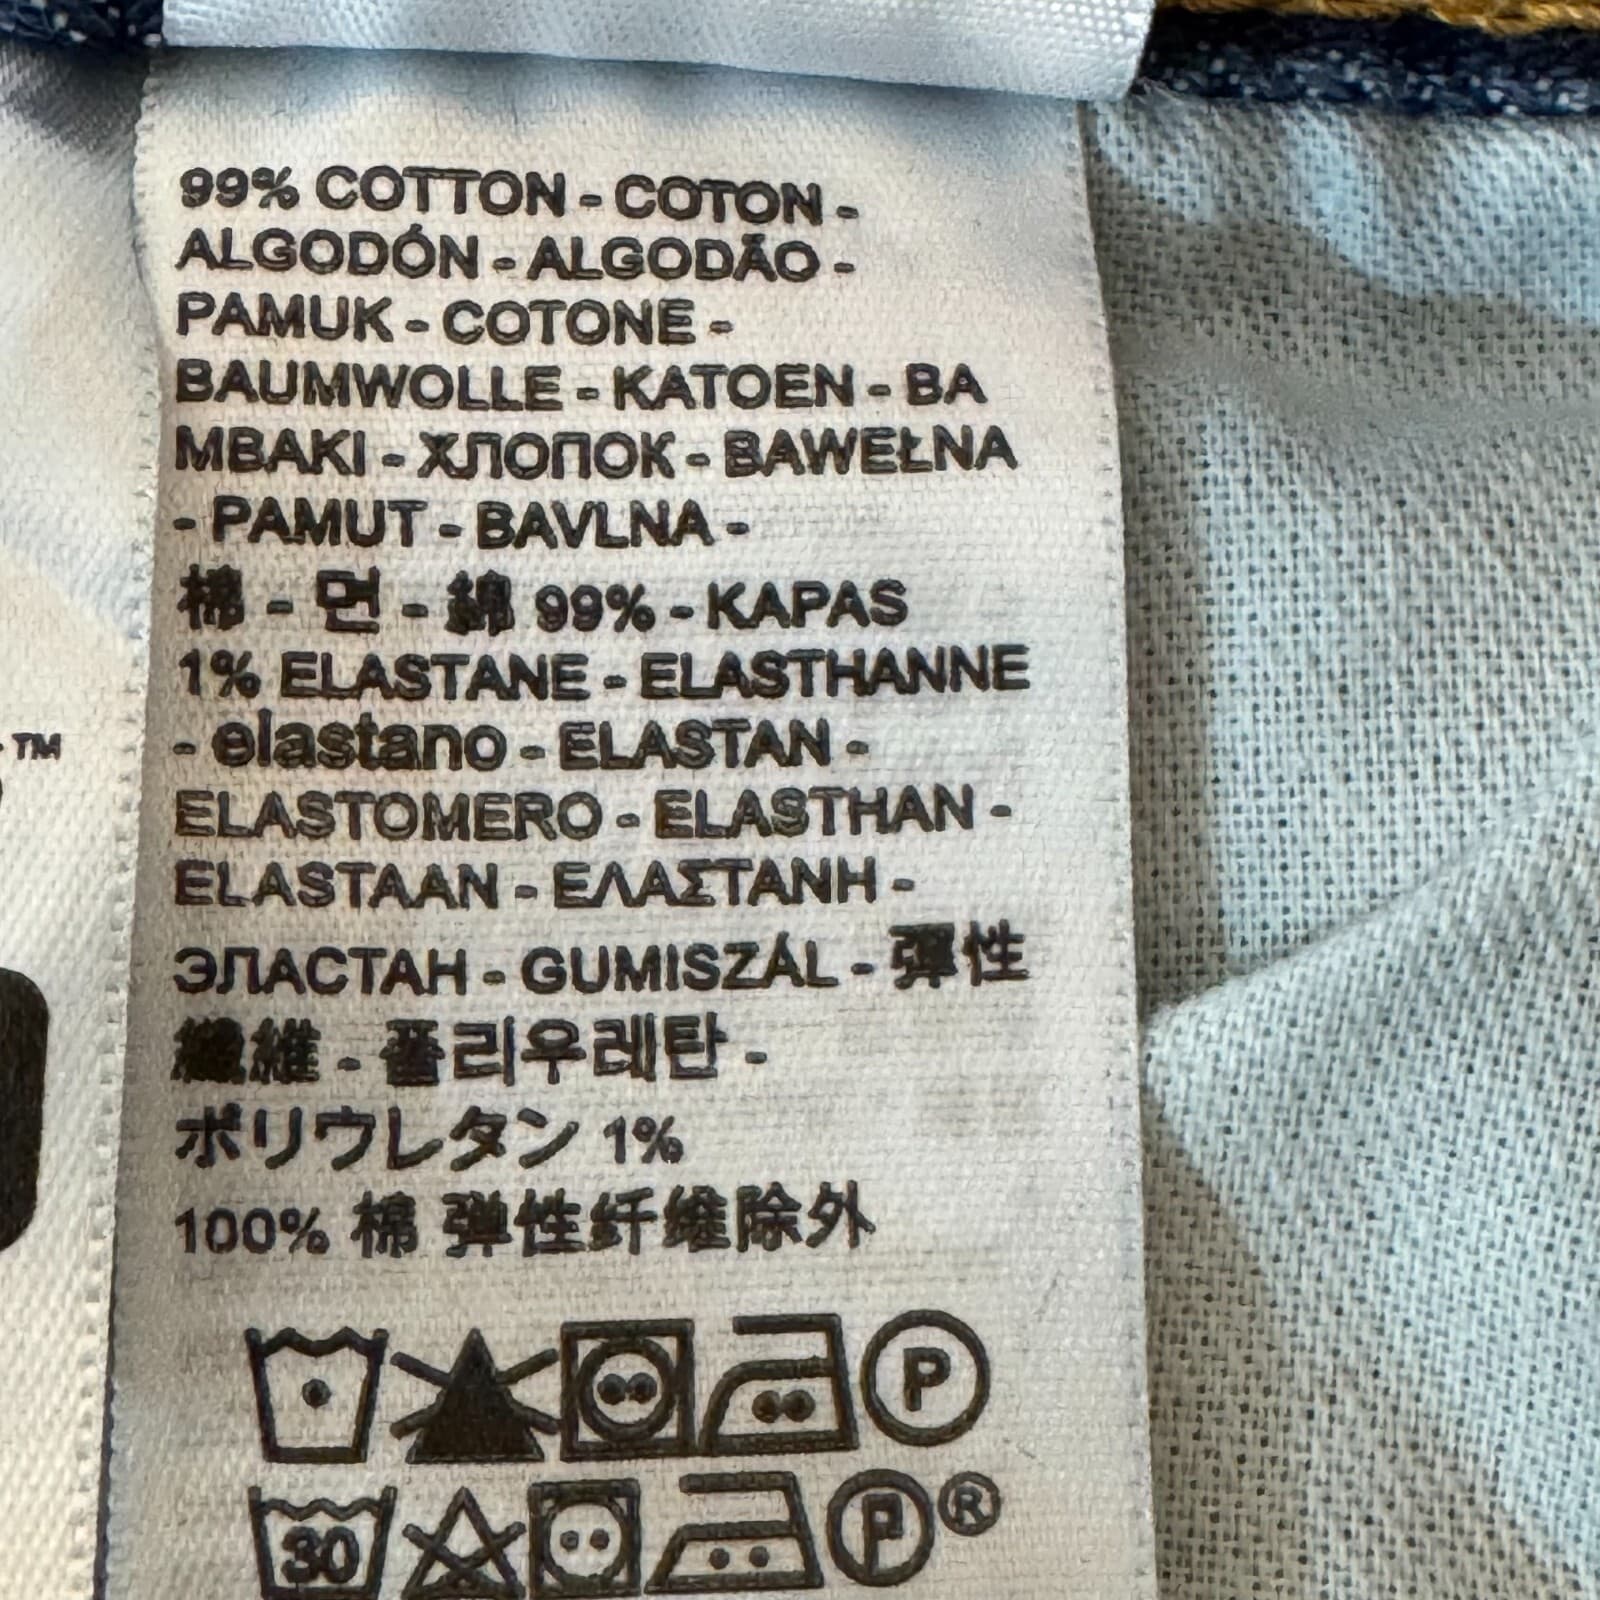 99% COTTON - COTON -
ALGODÓN - ALGODÃO -
PAMUK - COTONE -
BAUMWOLLE - KATOEN - BA
MBAKI - ХЛОПОК - BAWEŁNA
- PAMUT - BAVLNA -
棉 - 면 - 綿 99% - KAPAS
1% ELASTANE - ELASTHANNE
- elastano - ELASTAN -
ELASTOMERO - ELASTHAN -
ELASTAAN - ΕΛΑΣΤΑΝΗ -
ЭЛАСТАН - GUMISZÁL - 彈性
纖維 - 폴리우레탄 -
ポリウレタン 1%
100% 棉 弹性纤维除外
P
30 P ®
TM